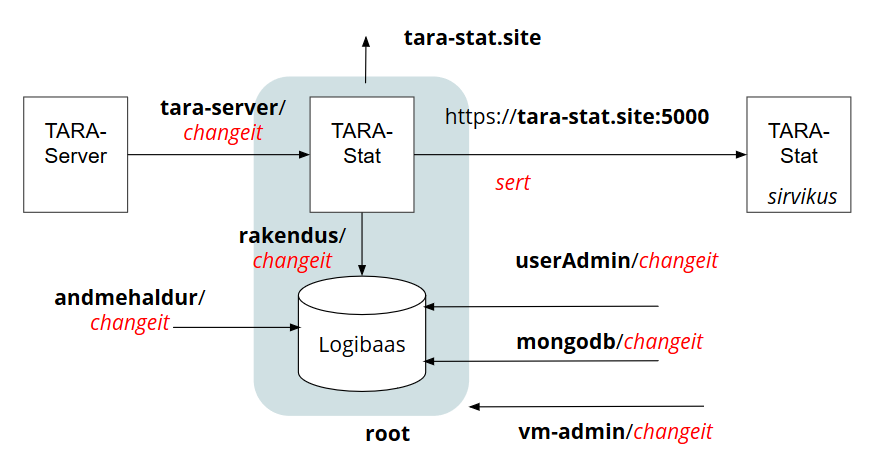 tara-stat.site
TARA-
Server
tara-server/
changeit
TARA-
Stat
https://tara-stat.site:5000
sert
TARA-
Stat
sirvikus
rakendus/
changeit
userAdmin/changeit
andmehaldur/
changeit
Logibaas
mongodb/changeit
root
vm-admin/changeit